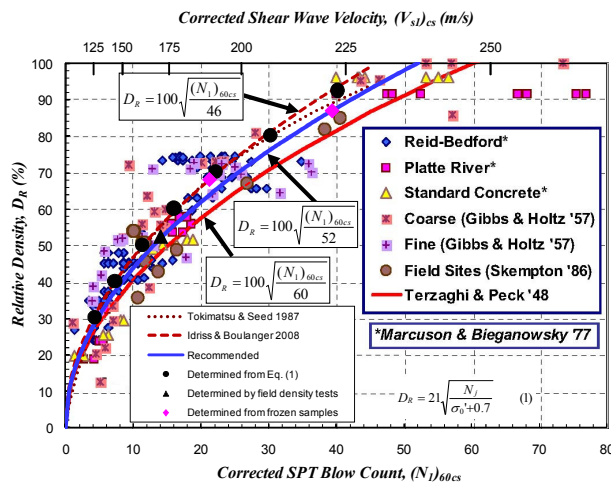 Corrected Shear Wave Velocity, (Vs1)cs (m/s)
125 150 175 200 225 250
Relative Density, DR (%)
100
90
80
70
60
50
40
30
20
10
0
DR = 100√((N1)60cs / 46)
DR = 100√((N1)60cs / 52)
DR = 100√((N1)60cs / 60)
Reid-Bedford*
Platte River*
Standard Concrete*
Coarse (Gibbs & Holtz '57)
Fine (Gibbs & Holtz '57)
Field Sites (Skempton '86)
Terzaghi & Peck '48
*Marcuson & Bieganowsky '77
Tokimatsu & Seed 1987
Idriss & Boulanger 2008
Recommended
Determined from Eq. (1)
Determined by field density tests
Determined from frozen samples
DR = 21√(Nj / (σ0'+0.7)) (1)
0 10 20 30 40 50 60 70 80
Corrected SPT Blow Count, (N1)60cs